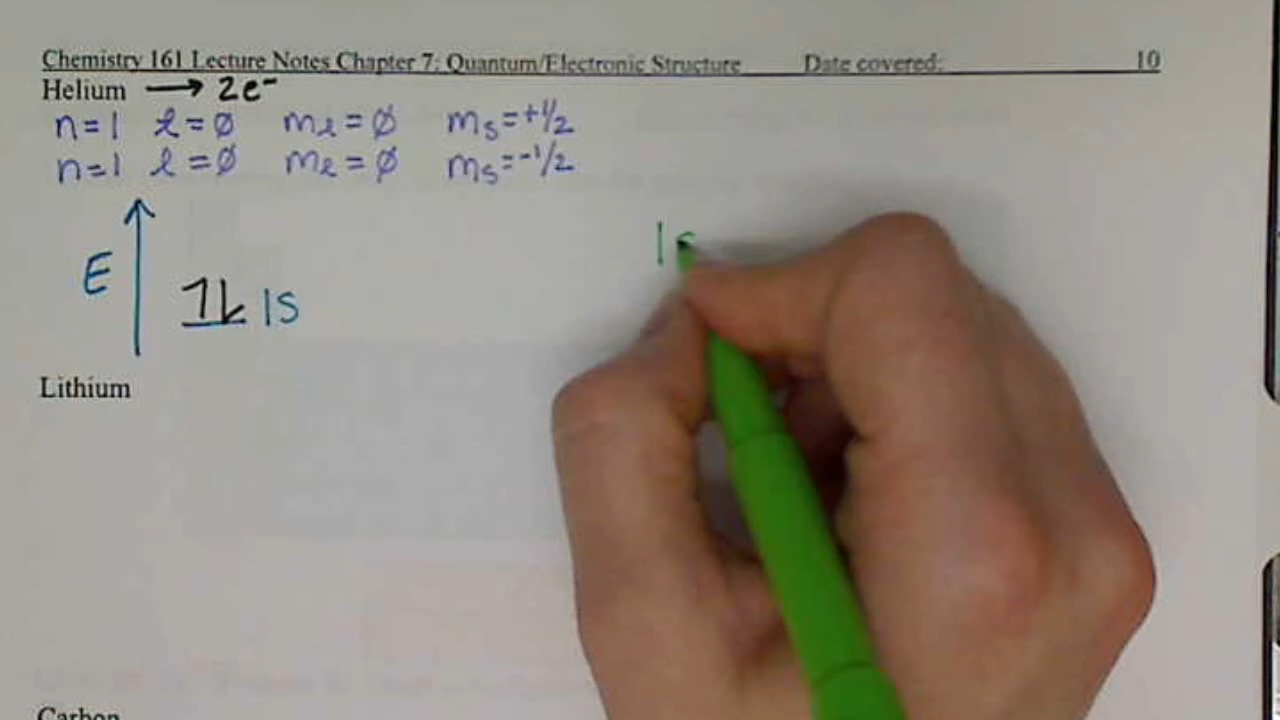 Chemistry 161 Lecture Notes Chapter 7: Quantum/Electronic Structure Date covered: 10
Helium → 2e⁻
n=1 ℓ=∅ mℓ=∅ ms=+1/2
n=1 ℓ=∅ mℓ=∅ ms=-1/2
1s
E ↑ ↿⇂ 1s
Lithium
Carbon